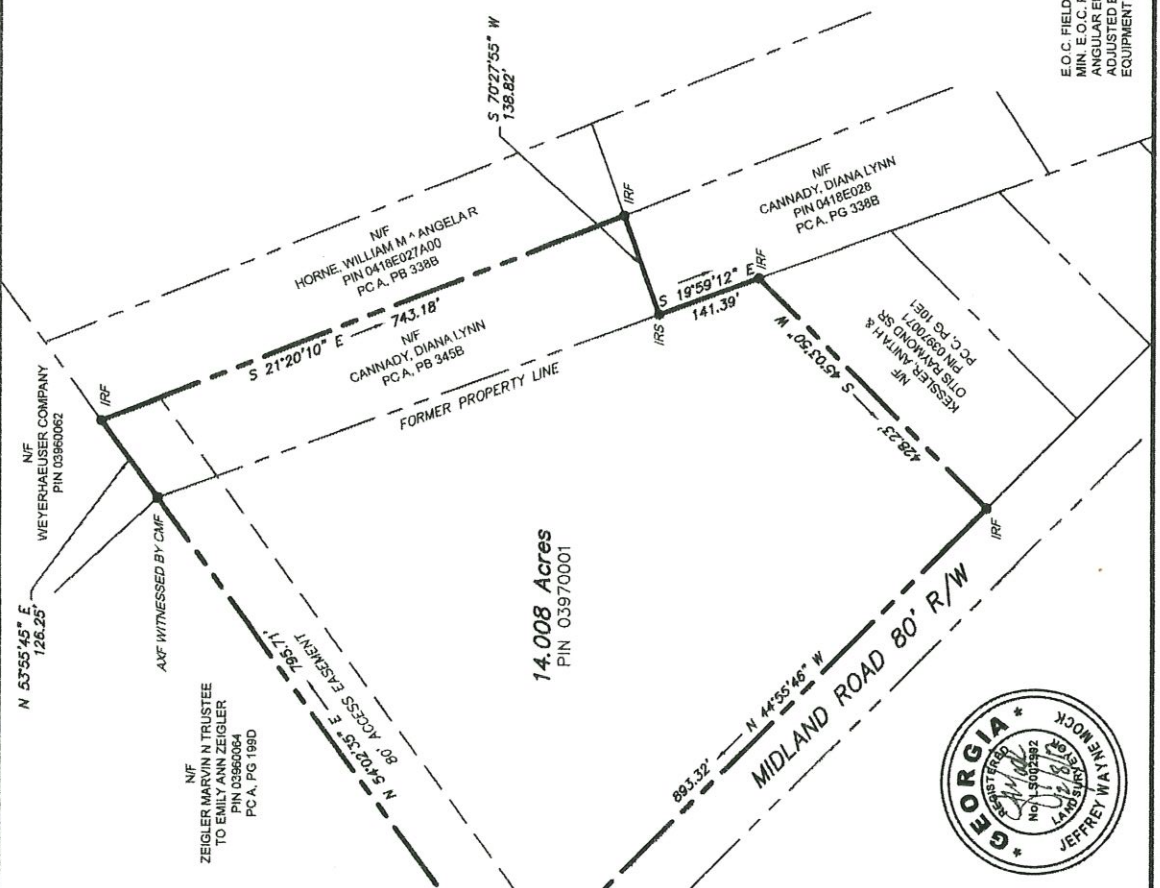 E.O.C. FIELD
MIN. E.O.C.
ANGULAR
ADJUSTED
EQUIPMENT
S 70°27'55" W
138.82'
N/F
WEYERHAEUSER COMPANY
PIN 03960062
N 53°55'45" E
126.25'
IRF
AXF WITNESSED BY CMF
N/F
HORNE, WILLIAM M ^ ANGELA R
PIN 0418E027A00
PC A, PB 338B
S 21°20'10" E
743.18'
N/F
CANNADY, DIANA LYNN
PC A, PB 345B
FORMER PROPERTY LINE
IRF
N/F
CANNADY, DIANA LYNN
PIN 0418E028
PC A, PG 338B
IRS
S 19°59'12" E
141.39'
IRF
S 45°03'50" W
428.23'
N/F
KESSLER, ANITA H &
OTIS RAYMOND SR
PIN 03970071
PC C, PG 10E1
IRF
N/F
ZEIGLER MARVIN N TRUSTEE
TO EMILY ANN ZEIGLER
PIN 03960064
PC A, PG 199D
N 54°02'35" E
795.71'
80' ACCESS EASEMENT
14.008 Acres
PIN 03970001
N 44°55'46" W
893.32'
MIDLAND ROAD 80' R/W
GEORGIA
REGISTERED
No. LS002992
LAND SURVEYOR
JEFFREY WAYNE MOCK